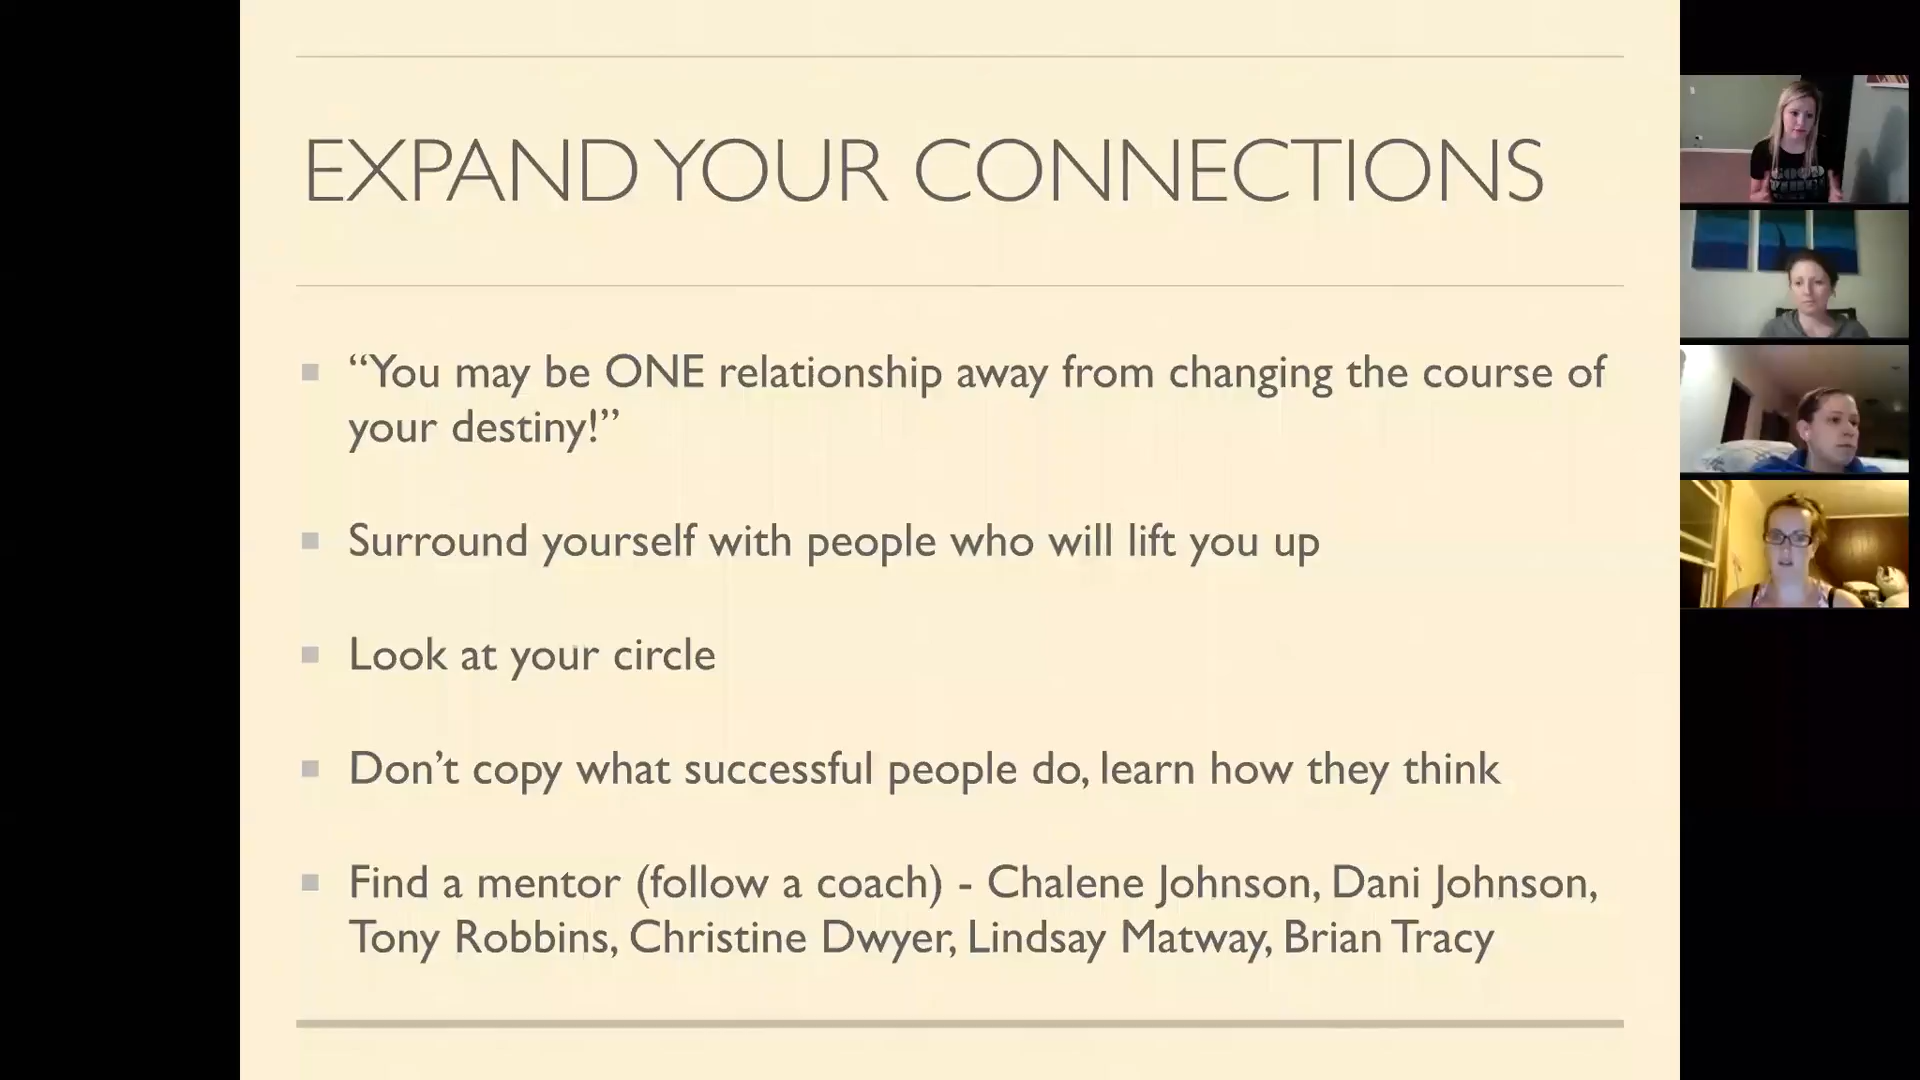 EXPAND YOUR CONNECTIONS
“You may be ONE relationship away from changing the course of
your destiny!”
Surround yourself with people who will lift you up
Look at your circle
Don’t copy what successful people do, learn how they think
Find a mentor (follow a coach) - Chalene Johnson, Dani Johnson,
Tony Robbins, Christine Dwyer, Lindsay Matway, Brian Tracy